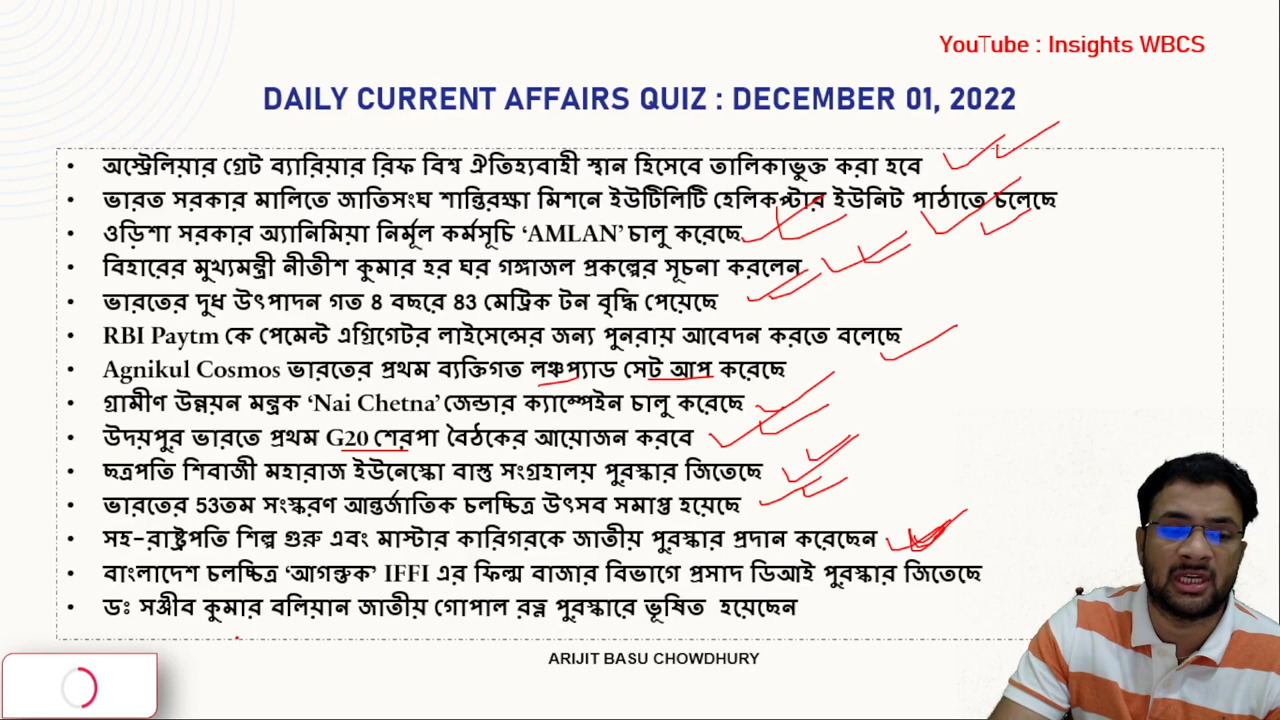 YouTube : Insights WBCS
DAILY CURRENT AFFAIRS QUIZ : DECEMBER 01, 2022
• অস্ট্রেলিয়ার গ্রেট ব্যারিয়ার রিফ বিশ্ব ঐতিহ্যবাহী স্থান হিসেবে তালিকাভুক্ত করা হবে
• ভারত সরকার মালিতে জাতিসংঘ শান্তিরক্ষা মিশনে ইউটিলিটি হেলিকপ্টার ইউনিট পাঠাতে চলেছে
• ওড়িশা সরকার অ্যানিমিয়া নির্মূল কর্মসূচি ‘AMLAN’ চালু করেছে
• বিহারের মুখ্যমন্ত্রী নীতীশ কুমার হর ঘর গঙ্গাজল প্রকল্পের সূচনা করলেন
• ভারতের দুধ উৎপাদন গত ৪ বছরে ৪3 মেট্রিক টন বৃদ্ধি পেয়েছে
• RBI Paytm কে পেমেন্ট এগ্রিগেটর লাইসেন্সের জন্য পুনরায় আবেদন করতে বলেছে
• Agnikul Cosmos ভারতের প্রথম ব্যক্তিগত লঞ্চপ্যাড সেট আপ করেছে
• গ্রামীণ উন্নয়ন মন্ত্রক ‘Nai Chetna’ জেন্ডার ক্যাম্পেইন চালু করেছে
• উদয়পুর ভারতে প্রথম G20 শেরপা বৈঠকের আয়োজন করবে
• ছত্রপতি শিবাজী মহারাজ ইউনেস্কো বাস্তু সংগ্রহালয় পুরস্কার জিতেছে
• ভারতের 53তম সংস্করণ আন্তর্জাতিক চলচ্চিত্র উৎসব সমাপ্ত হয়েছে
• সহ-রাষ্ট্রপতি শিল্প গুরু এবং মাস্টার কারিগরকে জাতীয় পুরস্কার প্রদান করেছেন
• বাংলাদেশ চলচ্চিত্র ‘আগন্তুক’ IFFI এর ফিল্ম বাজার বিভাগে প্রসাদ ডিআই পুরস্কার জিতেছে
• ডঃ সঞ্জীব কুমার বলিয়ান জাতীয় গোপাল রত্ন পুরস্কারে ভূষিত হয়েছেন
ARIJIT BASU CHOWDHURY